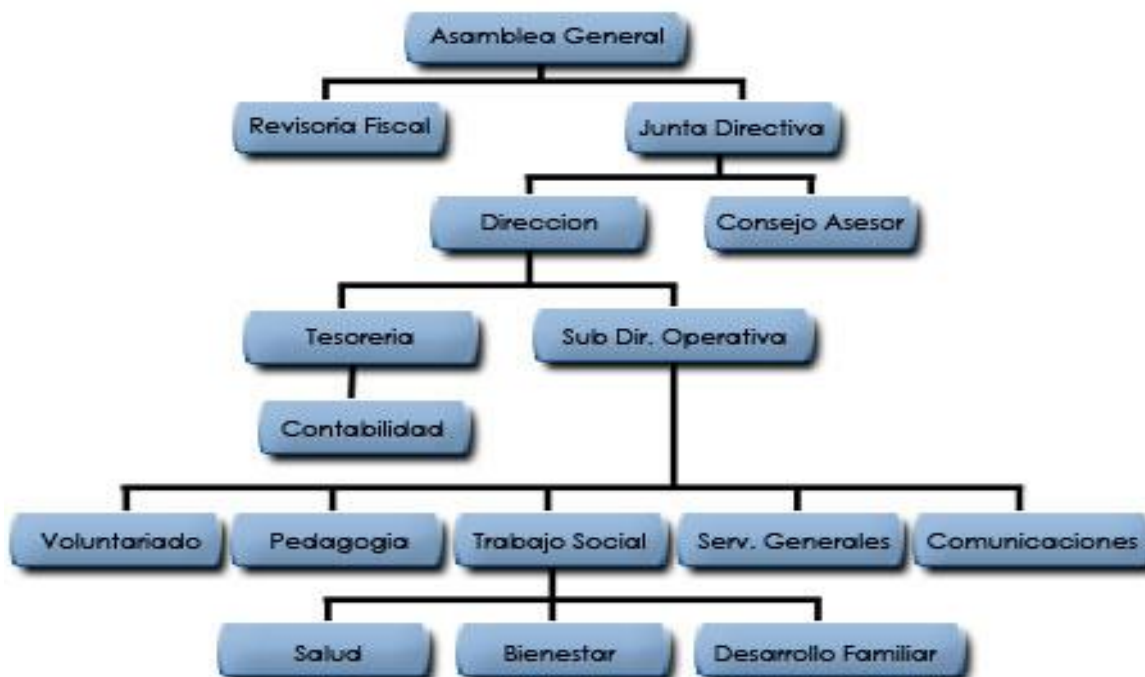 Asamblea General
Revisoria Fiscal
Junta Directiva
Direccion
Consejo Asesor
Tesoreria
Sub Dir. Operativa
Contabilidad
Voluntariado
Pedagogia
Trabajo Social
Serv. Generales
Comunicaciones
Salud
Bienestar
Desarrollo Familiar